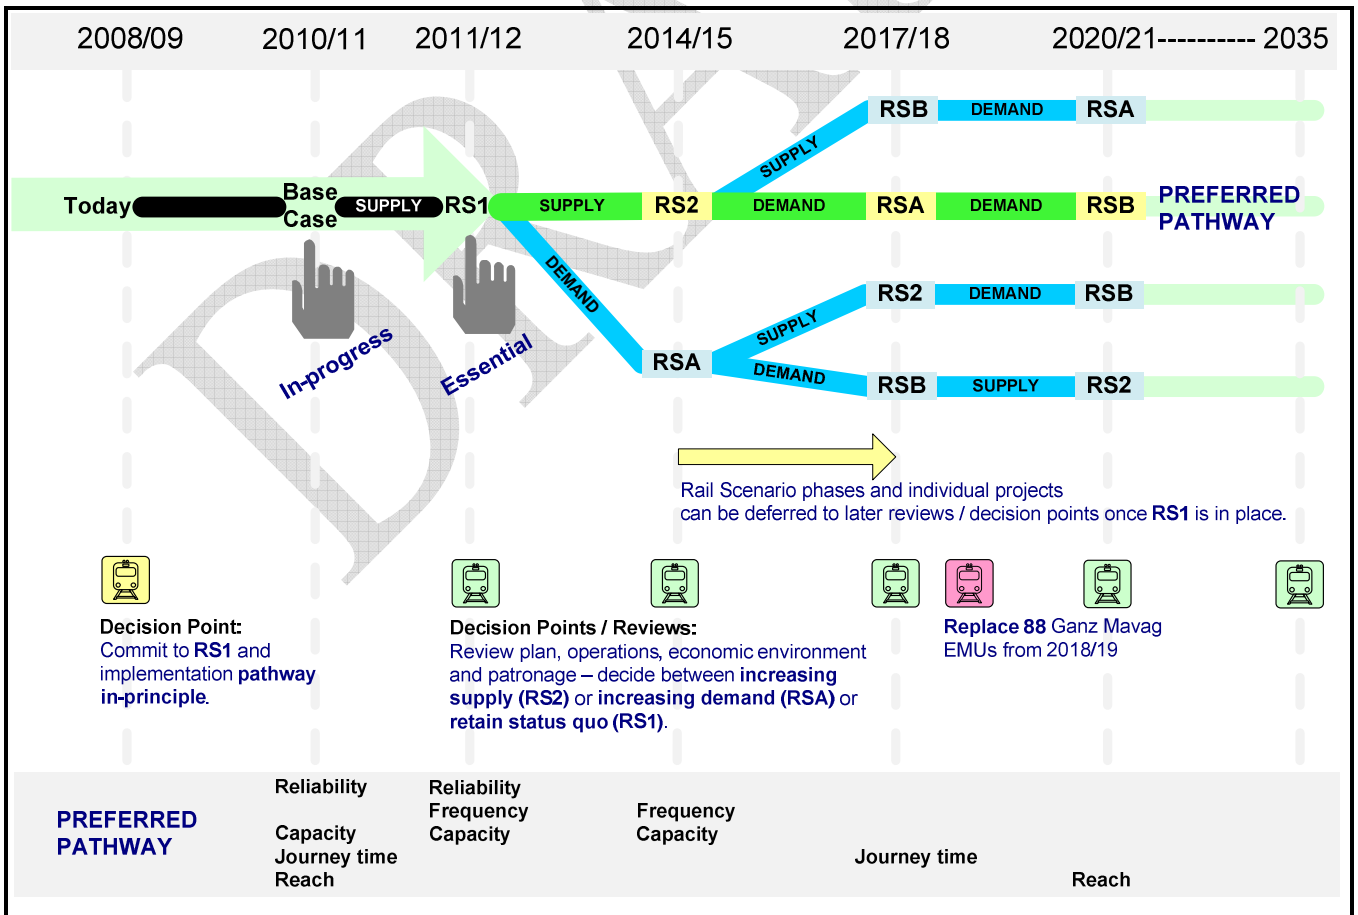 2008/09 2010/11 2011/12 2014/15 2017/18 2020/21---------- 2035
DRA
RSB DEMAND RSA
SUPPLY
Today Base Case SUPPLY RS1 SUPPLY RS2 DEMAND RSA DEMAND RSB PREFERRED
PATHWAY
DEMAND
RS2 DEMAND RSB
SUPPLY
RSA
DEMAND
RSB SUPPLY RS2
In-progress
Essential
Rail Scenario phases and individual projects
can be deferred to later reviews / decision points once RS1 is in place.
Decision Point:
Commit to RS1 and
implementation pathway
in-principle.
Decision Points / Reviews:
Review plan, operations, economic environment
and patronage – decide between increasing
supply (RS2) or increasing demand (RSA) or
retain status quo (RS1).
Replace 88 Ganz Mavag
EMUs from 2018/19
PREFERRED
PATHWAY
Reliability
Capacity
Journey time
Reach
Reliability
Frequency
Capacity
Frequency
Capacity
Journey time
Reach